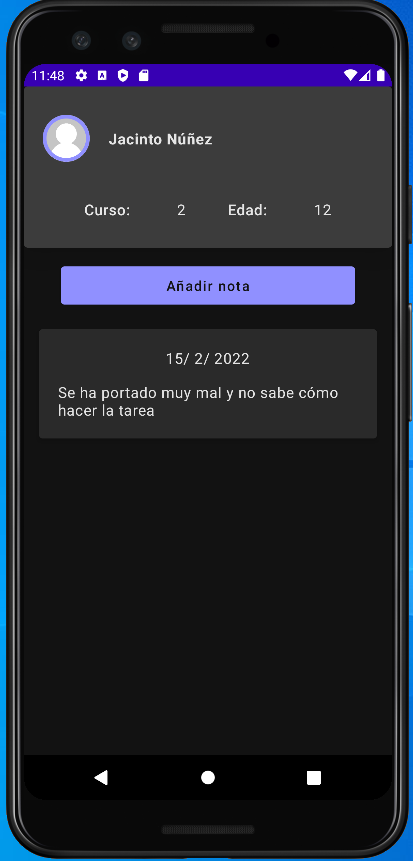 11:48
Jacinto Núñez
Curso: 2 Edad: 12
Añadir nota
15/ 2/ 2022
Se ha portado muy mal y no sabe cómo
hacer la tarea